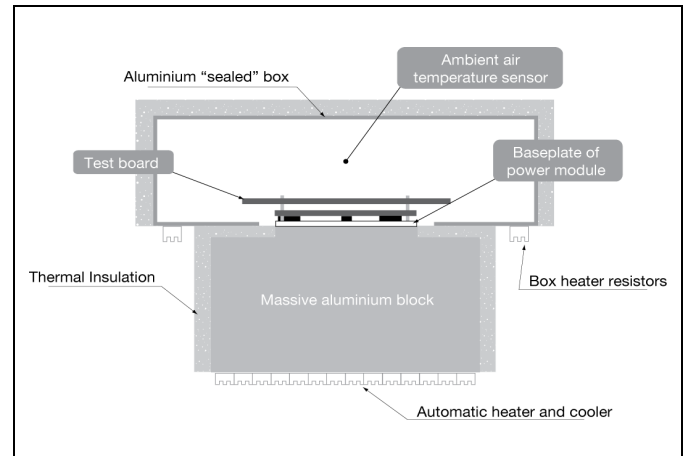 Ambient air
temperature sensor
Aluminium “sealed” box
Test board
Baseplate of
power module
Thermal Insulation
Massive aluminium block
Box heater resistors
Automatic heater and cooler